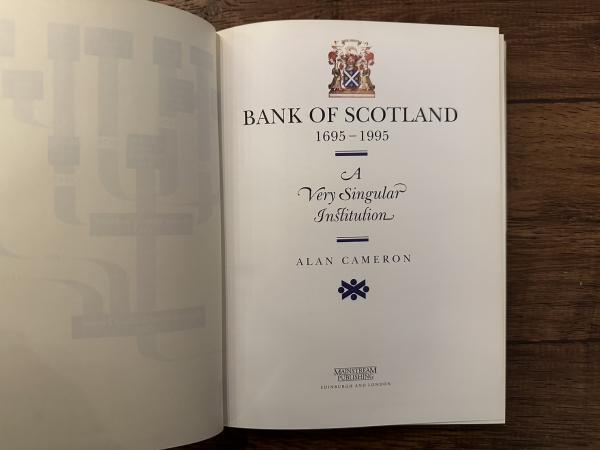 BANK OF SCOTLAND
1695–1995
A
Very Singular
Institution
ALAN CAMERON
MAINSTREAM
PUBLISHING
EDINBURGH AND LONDON